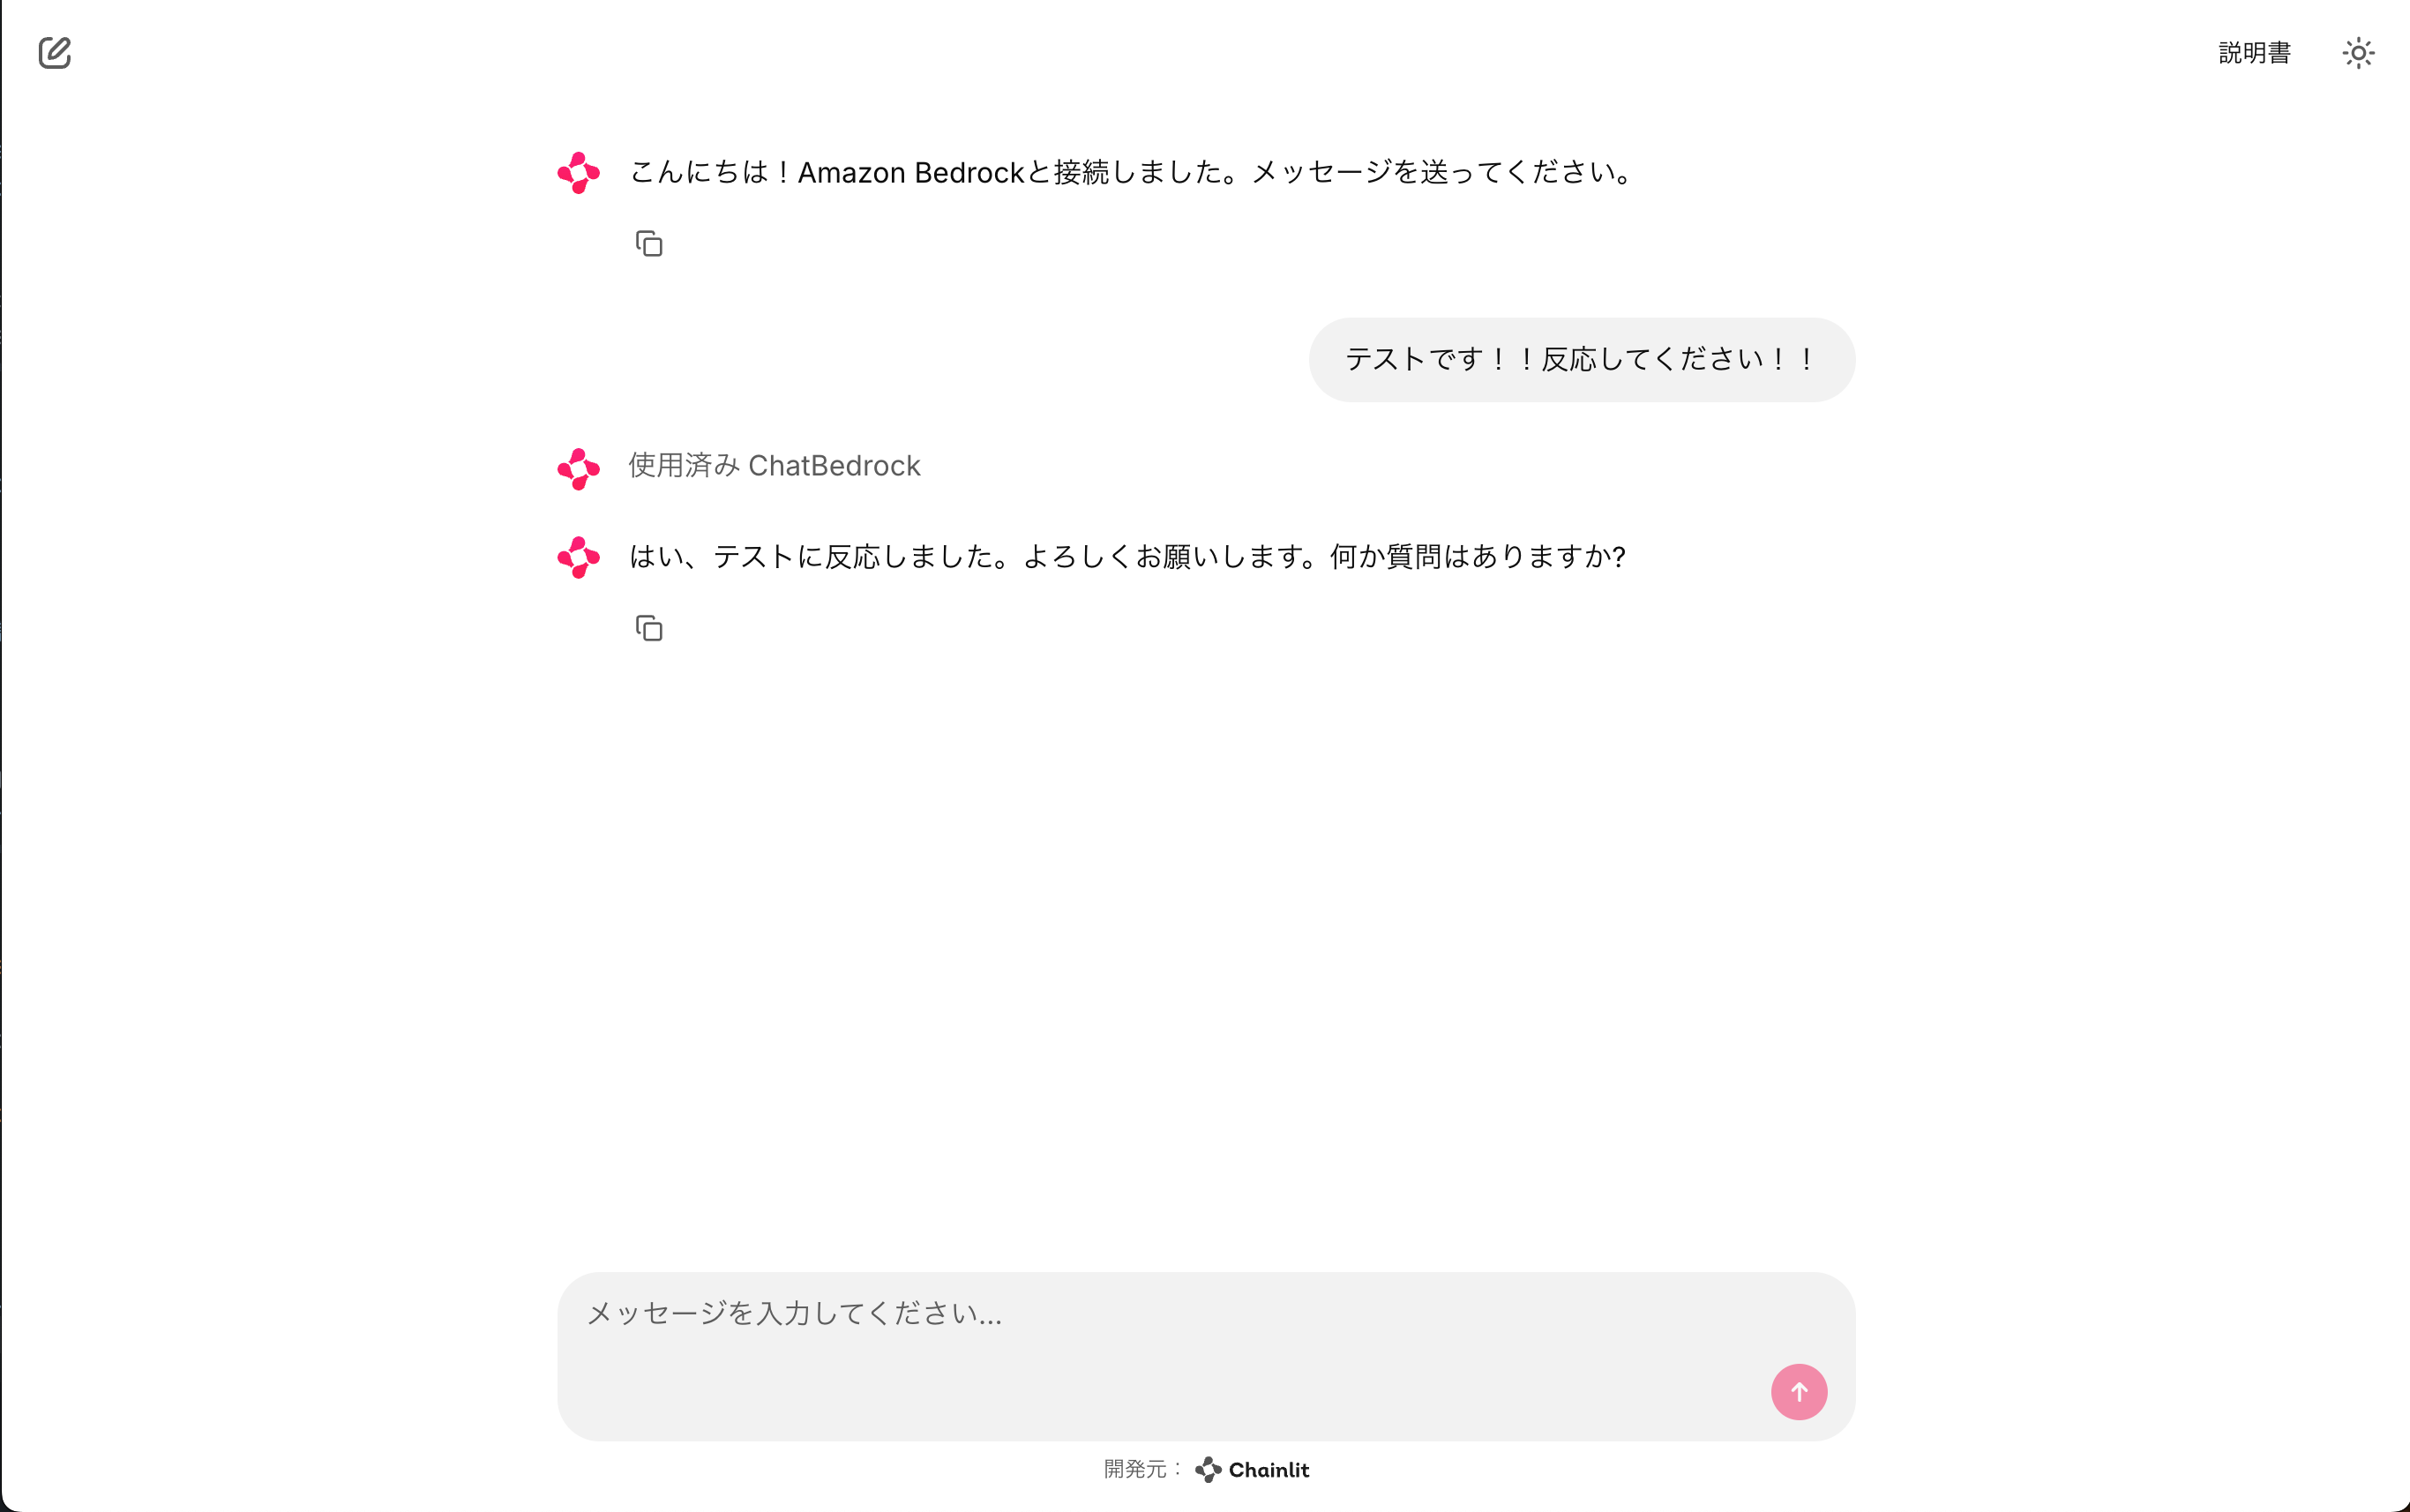 説明書
こんにちは！Amazon Bedrockと接続しました。メッセージを送ってください。
テストです！！反応してください！！
使用済み ChatBedrock
はい、テストに反応しました。よろしくお願いします。何か質問はありますか?
メッセージを入力してください...
開発元： Chainlit